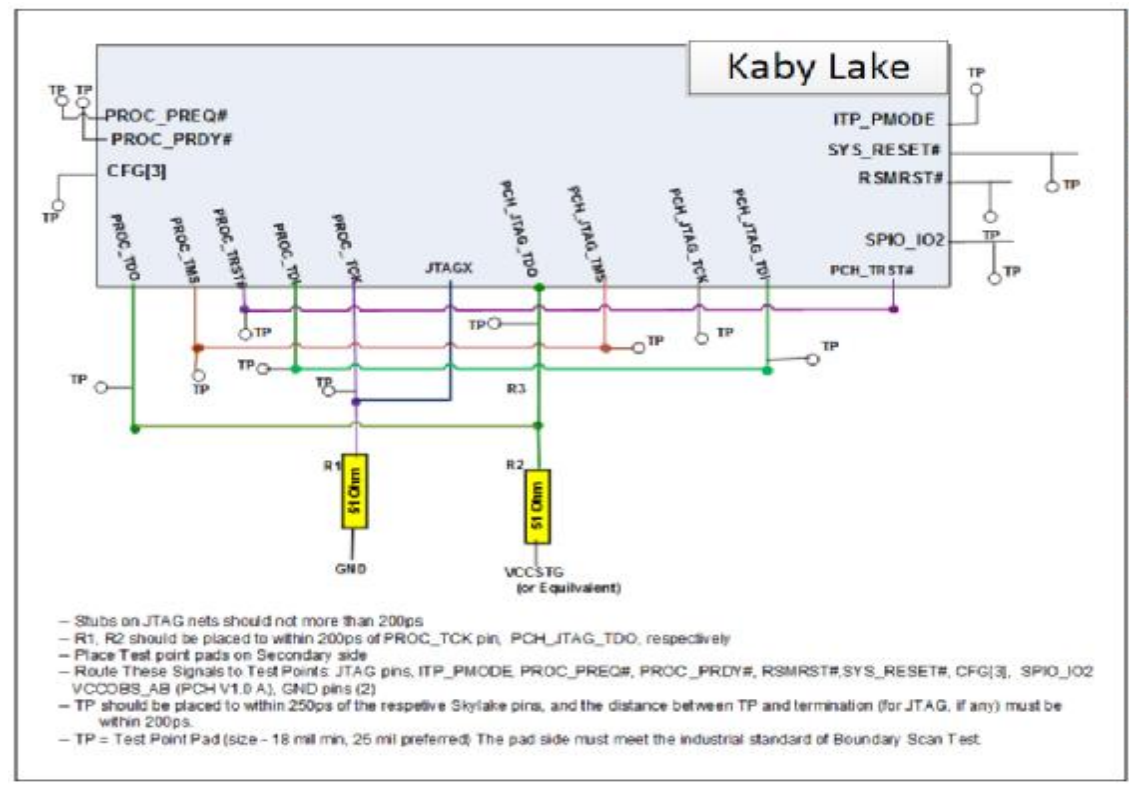 Kaby Lake
TP TP
PROC_PREQ#
PROC_PRDY#
CFG[3]
TP
TP
ITP_PMODE
SYS_RESET#
TP
RSMRST#
TP
SPIO_IO2
TP
PCH_TRST#
PROC_TDO
PROC_TMS
PROC_TRST#
PROC_TDI
PROC_TCK
JTAGX
PCH_JTAG_TDO
PCH_JTAG_TMS
PCH_JTAG_TCK
PCH_JTAG_TDI
TP
TP
TP
TP
TP
TP
TP
TP
TP
TP
R3
R1
51 Ohm
GND
R2
51 Ohm
VCCSTG
(or Equilvalent)
– Stubs on JTAG nets should not more than 200ps
– R1, R2 should be placed to within 200ps of PROC_TCK pin, PCH_JTAG_TDO, respectively
– Place Test point pads on Secondary side
– Route These Signals to Test Points: JTAG pins, ITP_PMODE, PROC_PREQ#, PROC_PRDY#, RSMRST#,SYS_RESET#, CFG[3], SPIO_IO2
VCCOBS_AB (PCH V1.0 A), GND pins (2)
– TP should be placed to within 250ps of the respetive Skylake pins, and the distance between TP and termination (for JTAG, if any) must be
within 200ps.
– TP = Test Point Pad (size - 18 mil min, 25 mil preferred) The pad side must meet the industrial standard of Boundary Scan Test.